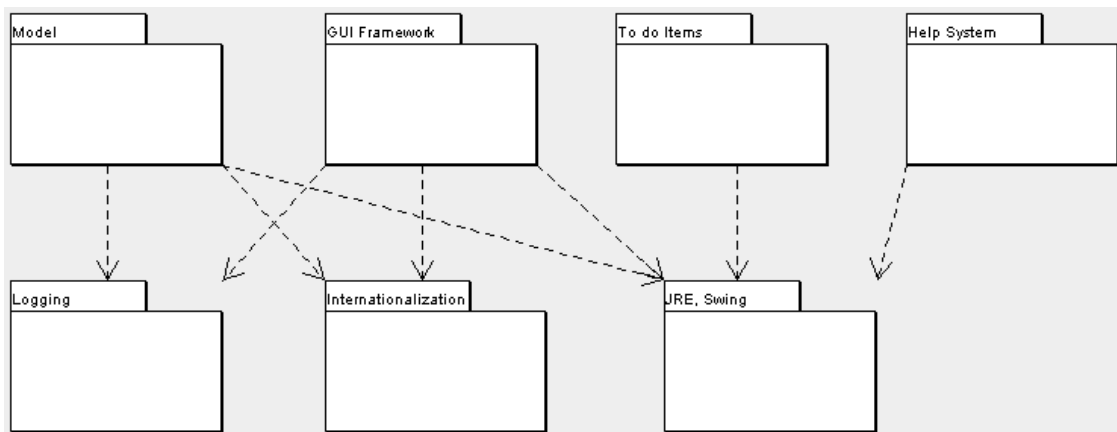 Model
GUI Framework
To do Items
Help System
Logging
Internationalization
JRE, Swing